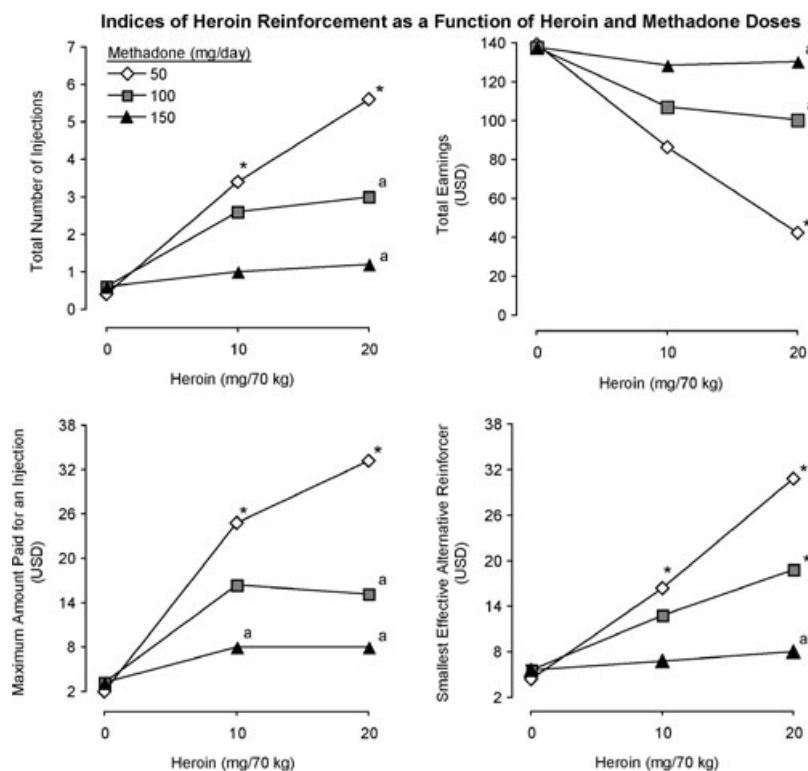 Indices of Heroin Reinforcement as a Function of Heroin and Methadone Doses
Total Number of Injections
7
6
5
4
3
2
1
0
Methadone (mg/day)
50
100
150
*
*
a
a
0 10 20
Heroin (mg/70 kg)
Total Earnings
(USD)
140
120
100
80
60
40
20
0
a
a
*
0 10 20
Heroin (mg/70 kg)
Maximum Amount Paid for an Injection
(USD)
38
32
26
20
14
8
2
*
*
a
a
a
0 10 20
Heroin (mg/70 kg)
Smallest Effective Alternative Reinforcer
(USD)
38
32
26
20
14
8
2
*
*
*
a
0 10 20
Heroin (mg/70 kg)